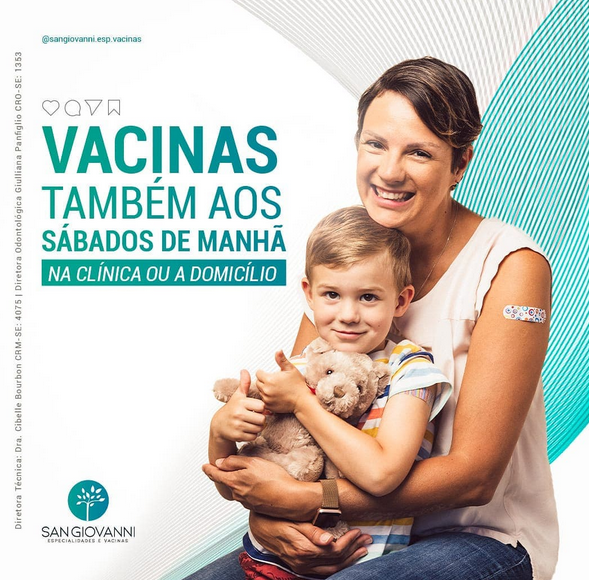 @sangiovanni.esp.vacinas
VACINAS
TAMBÉM AOS
SÁBADOS DE MANHÃ
NA CLÍNICA OU A DOMICÍLIO
Diretora Técnica: Dra. Cibelle Bourbon CRM-SE: 4075 | Diretora Odontológica Giulliana Panfiglio CRO-SE: 1353
SAN GIOVANNI
ESPECIALIDADES E VACINAS